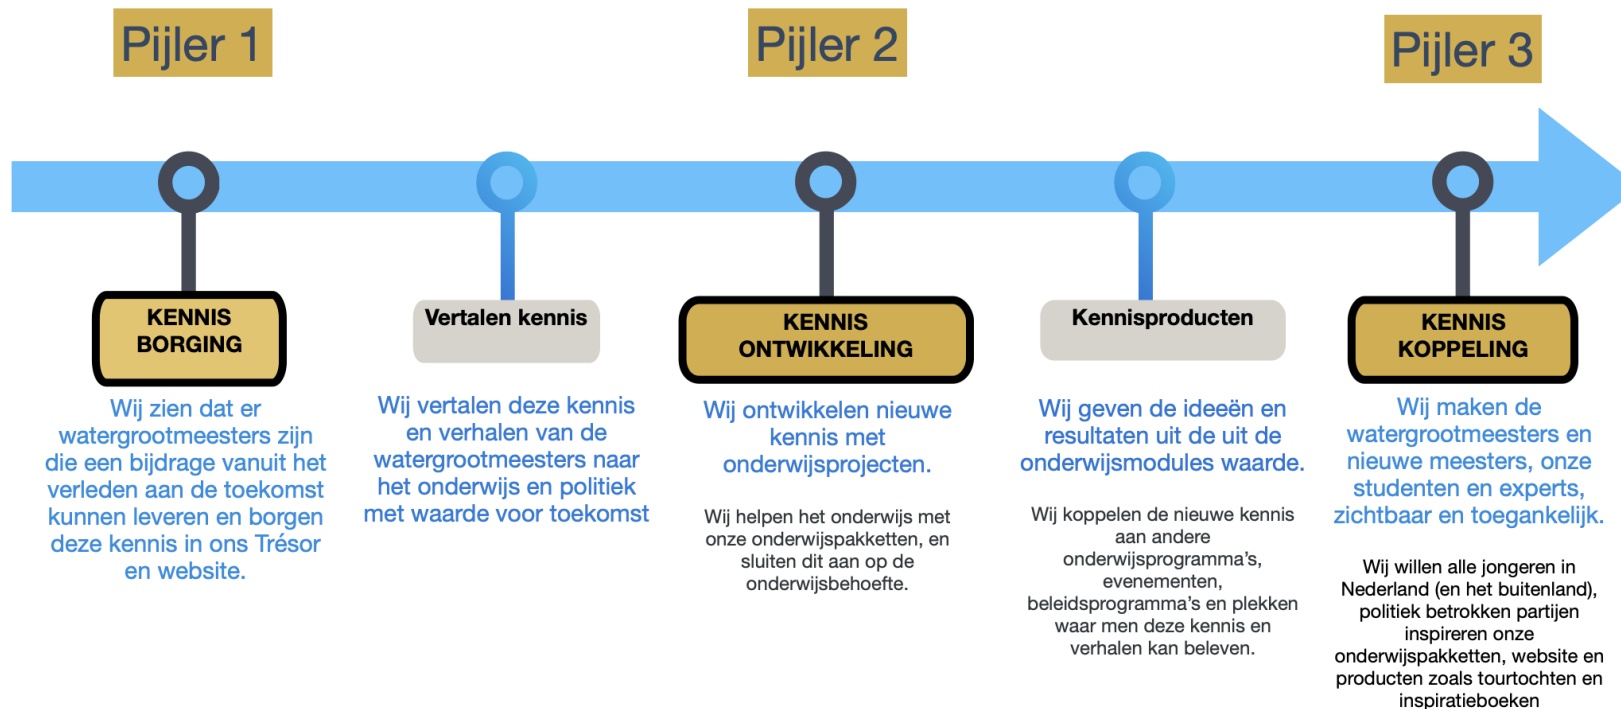 Pijler 1
Pijler 2
Pijler 3
KENNIS
BORGING
Wij zien dat er
watergrootmeesters zijn
die een bijdrage vanuit het
verleden aan de toekomst
kunnen leveren en borgen
deze kennis in ons Trésor
en website.
Vertalen kennis
Wij vertalen deze kennis
en verhalen van de
watergrootmeesters naar
het onderwijs en politiek
met waarde voor toekomst
KENNIS
ONTWIKKELING
Wij ontwikkelen nieuwe
kennis met
onderwijsprojecten.
Wij helpen het onderwijs met
onze onderwijspakketten, en
sluiten dit aan op de
onderwijsbehoefte.
Kennisproducten
Wij geven de ideeën en
resultaten uit de uit de
onderwijsmodules waarde.
Wij koppelen de nieuwe kennis
aan andere
onderwijsprogramma's,
evenementen,
beleidsprogramma's en plekken
waar men deze kennis en
verhalen kan beleven.
KENNIS
KOPPELING
Wij maken de
watergrootmeesters en
nieuwe meesters, onze
studenten en experts,
zichtbaar en toegankelijk.
Wij willen alle jongeren in
Nederland (en het buitenland),
politiek betrokken partijen
inspireren onze
onderwijspakketten, website en
producten zoals tourtochten en
inspiratieboeken